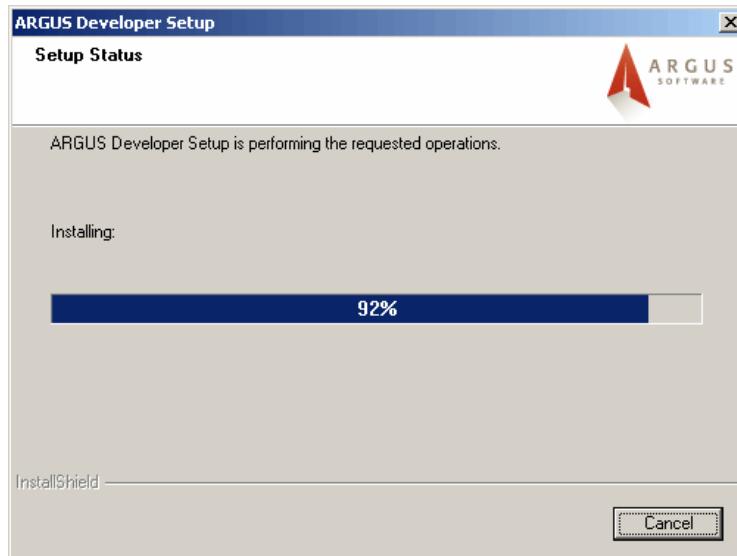 ARGUS Developer Setup
Setup Status
ARGUS
SOFTWARE
ARGUS Developer Setup is performing the requested operations.
Installing:
92%
InstallShield
Cancel